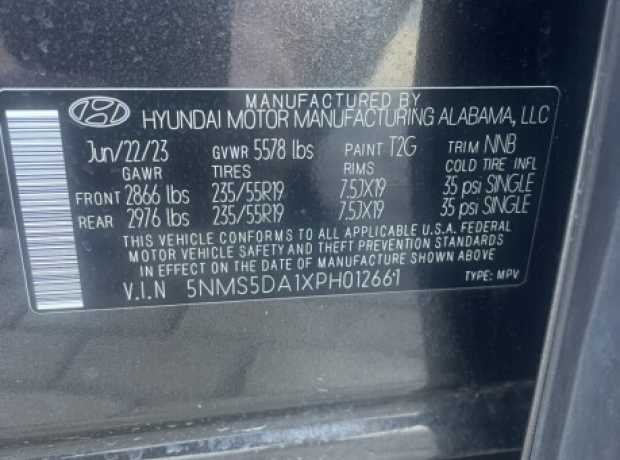 MANUFACTURED BY
HYUNDAI MOTOR MANUFACTURING ALABAMA, LLC
Jun/22/23 GVWR 5578 lbs PAINT T2G TRIM NNB
GAWR TIRES RIMS COLD TIRE INFL
FRONT 2866 lbs 235/55R19 7.5JX19 35 psi SINGLE
REAR 2976 lbs 235/55R19 7.5JX19 35 psi SINGLE
THIS VEHICLE CONFORMS TO ALL APPLICABLE U.S.A. FEDERAL
MOTOR VEHICLE SAFETY AND THEFT PREVENTION STANDARDS
IN EFFECT ON THE DATE OF MANUFACTURE SHOWN ABOVE
V.I.N 5NMS5DA1XPH012661 TYPE: MPV